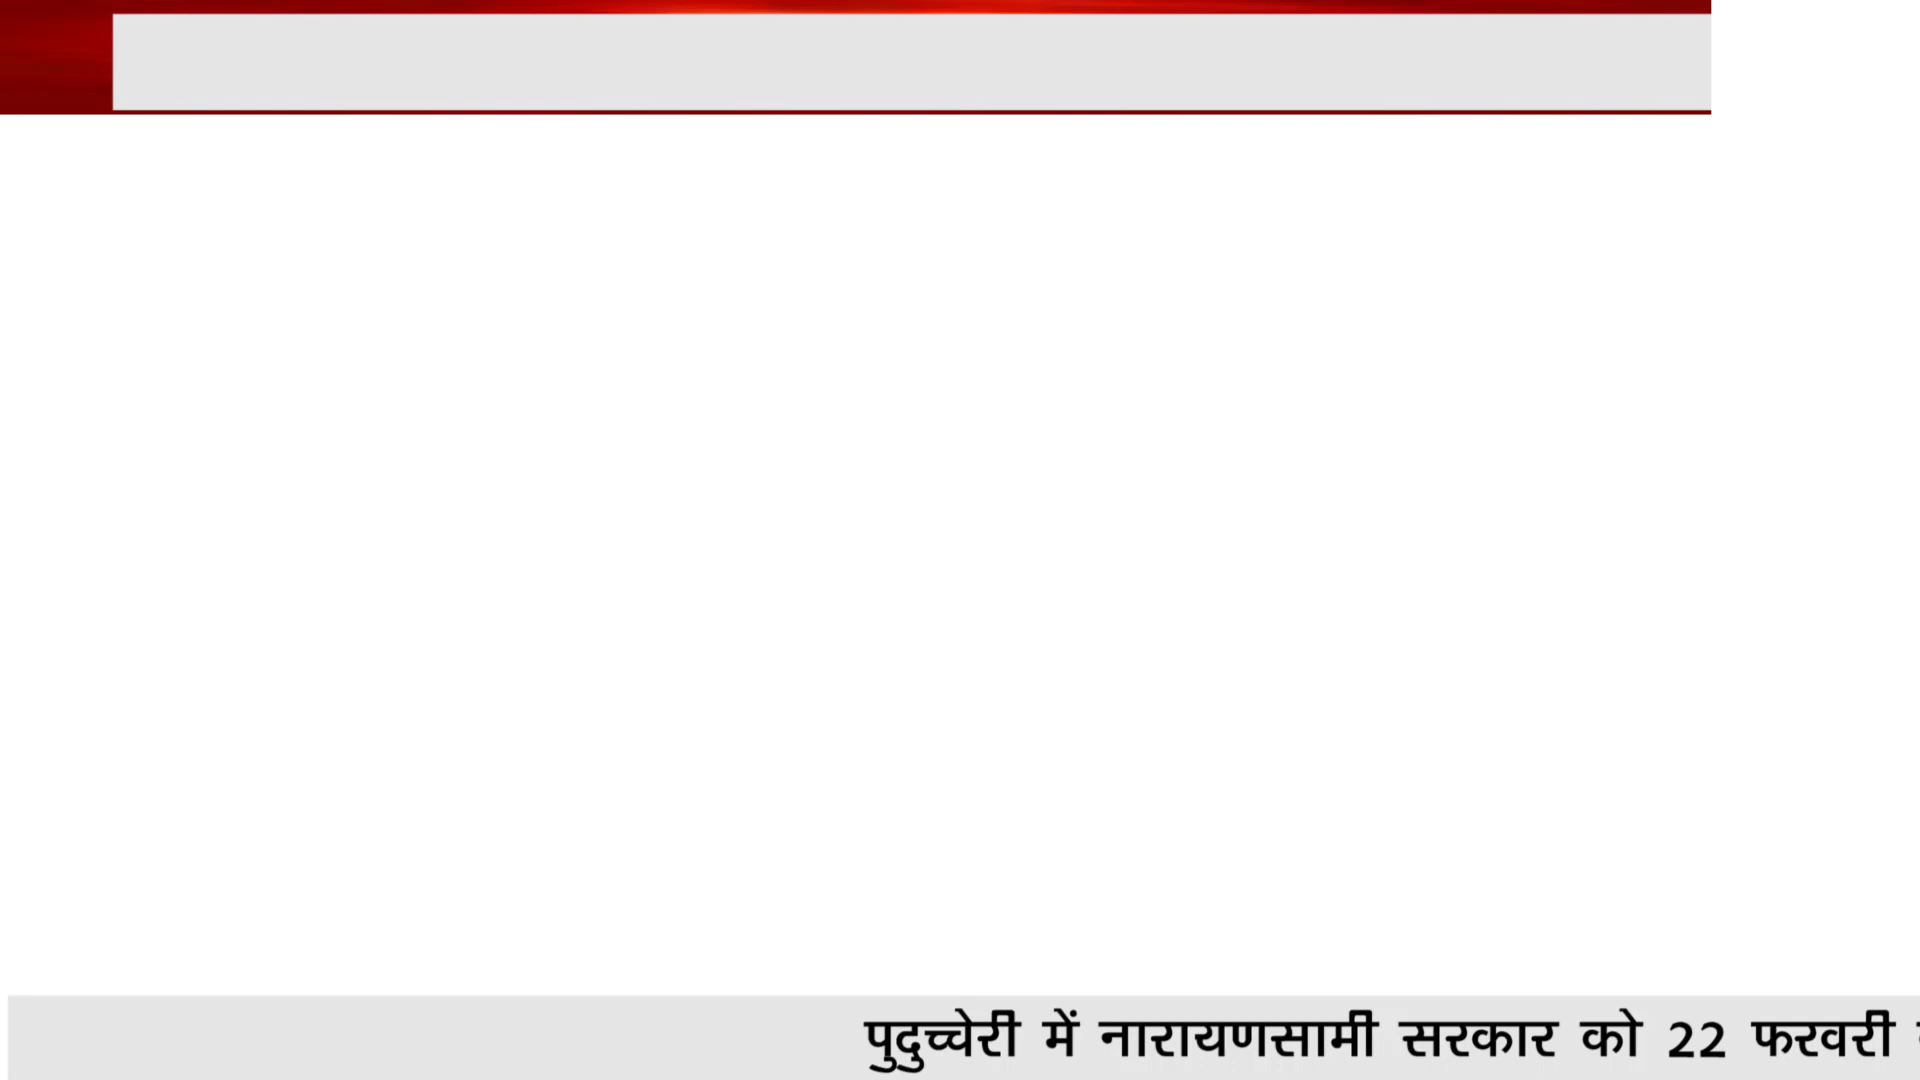 पुदुच्चेरी में नारायणसामी सरकार को 22 फरवरी